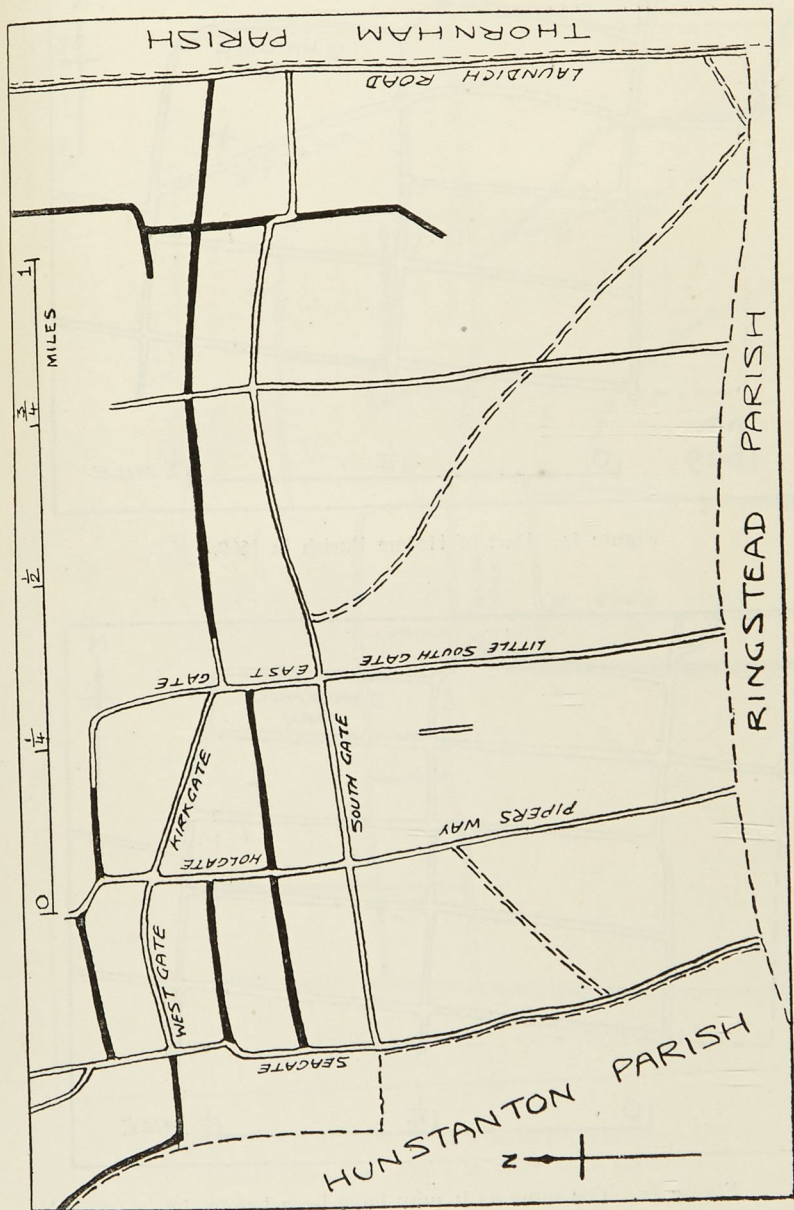 THORNHAM PARISH
LAUNDICH ROAD
RINGSTEAD PARISH
MILES
1
3/4
1/2
1/4
0
EAST GATE
LITTLE SOUTH GATE
KIRKGATE
SOUTH GATE
HOLGATE
PIPERS WAY
WEST GATE
SEAGATE
HUNSTANTON PARISH
N